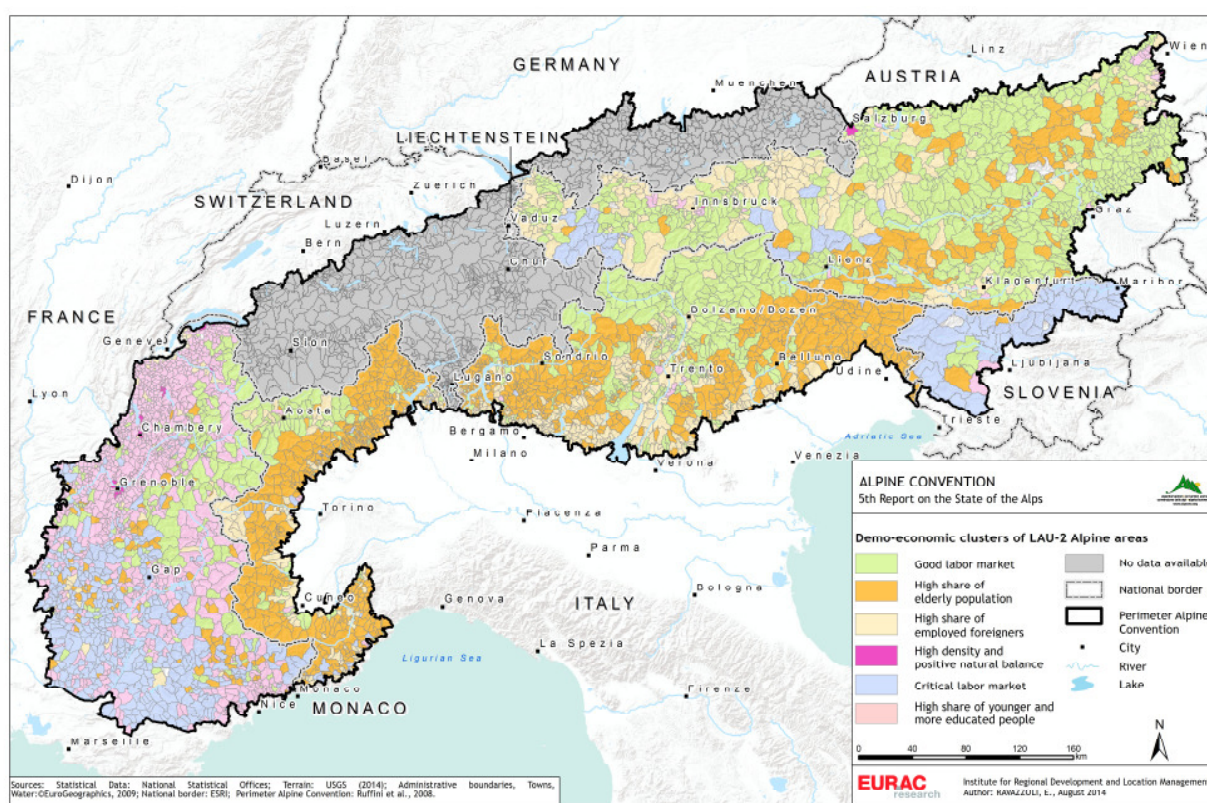 GERMANY
Linz
Wien
Muenchen
AUSTRIA
LIECHTENSTEIN
Salzburg
Basel
Dijon
Zuerich
SWITZERLAND
Luzern
Innsbruck
Vaduz
Bern
Graz
Chur
Lienz
Klagenfurt
Maribor
FRANCE
Bolzano/Bozen
Geneve
Sion
Sondrio
Belluno
Ljubljana
Lugano
Trento
Udine
SLOVENIA
Lyon
Aosta
Trieste
Chambery
Bergamo
Adriatic Sea
Milano
Verona
Venezia
Grenoble
Torino
Piacenza
Parma
Gap
Bologna
Cuneo
Genova
ITALY
La Spezia
Ligurian Sea
Monaco
Firenze
Nice
MONACO
Marseille
ALPINE CONVENTION
5th Report on the State of the Alps
Demo-economic clusters of LAU-2 Alpine areas
Good labor market
High share of
elderly population
High share of
employed foreigners
High density and
positive natural balance
Critical labor market
High share of younger and
more educated people
No data available
National border
Perimeter Alpine
Convention
City
River
Lake
0 40 80 120 160
km
N
EURAC
research
Institute for Regional Development and Location Management
Author: RAVAZZOLI, E., August 2014
Sources: Statistical Data: National Statistical Offices; Terrain: USGS (2014); Administrative boundaries, Towns,
Water:©EuroGeographics, 2009; National border: ESRI; Perimeter Alpine Convention: Ruffini et al., 2008.